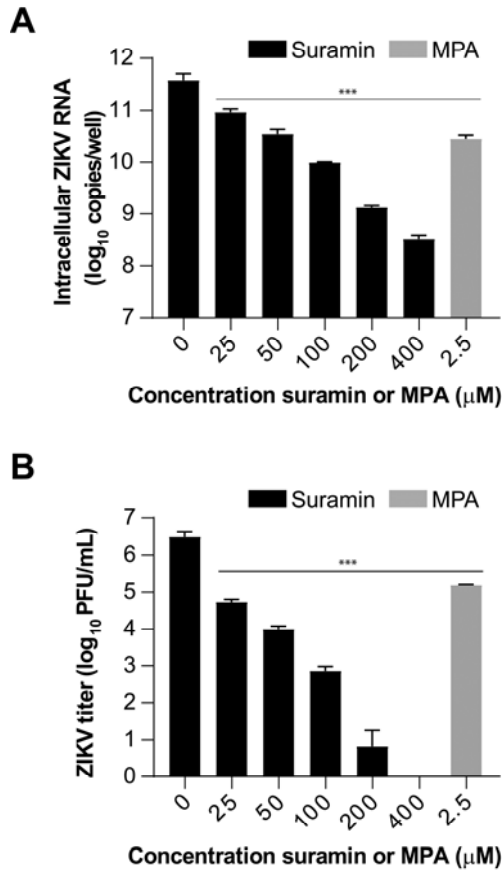 A
Suramin MPA
***
Intracellular ZIKV RNA
(log10 copies/well)
12
11
10
9
8
7
0 25 50 100 200 400 2.5
Concentration suramin or MPA (μM)
B
Suramin MPA
***
ZIKV titer (log10 PFU/mL)
7
6
5
4
3
2
1
0
0 25 50 100 200 400 2.5
Concentration suramin or MPA (μM)